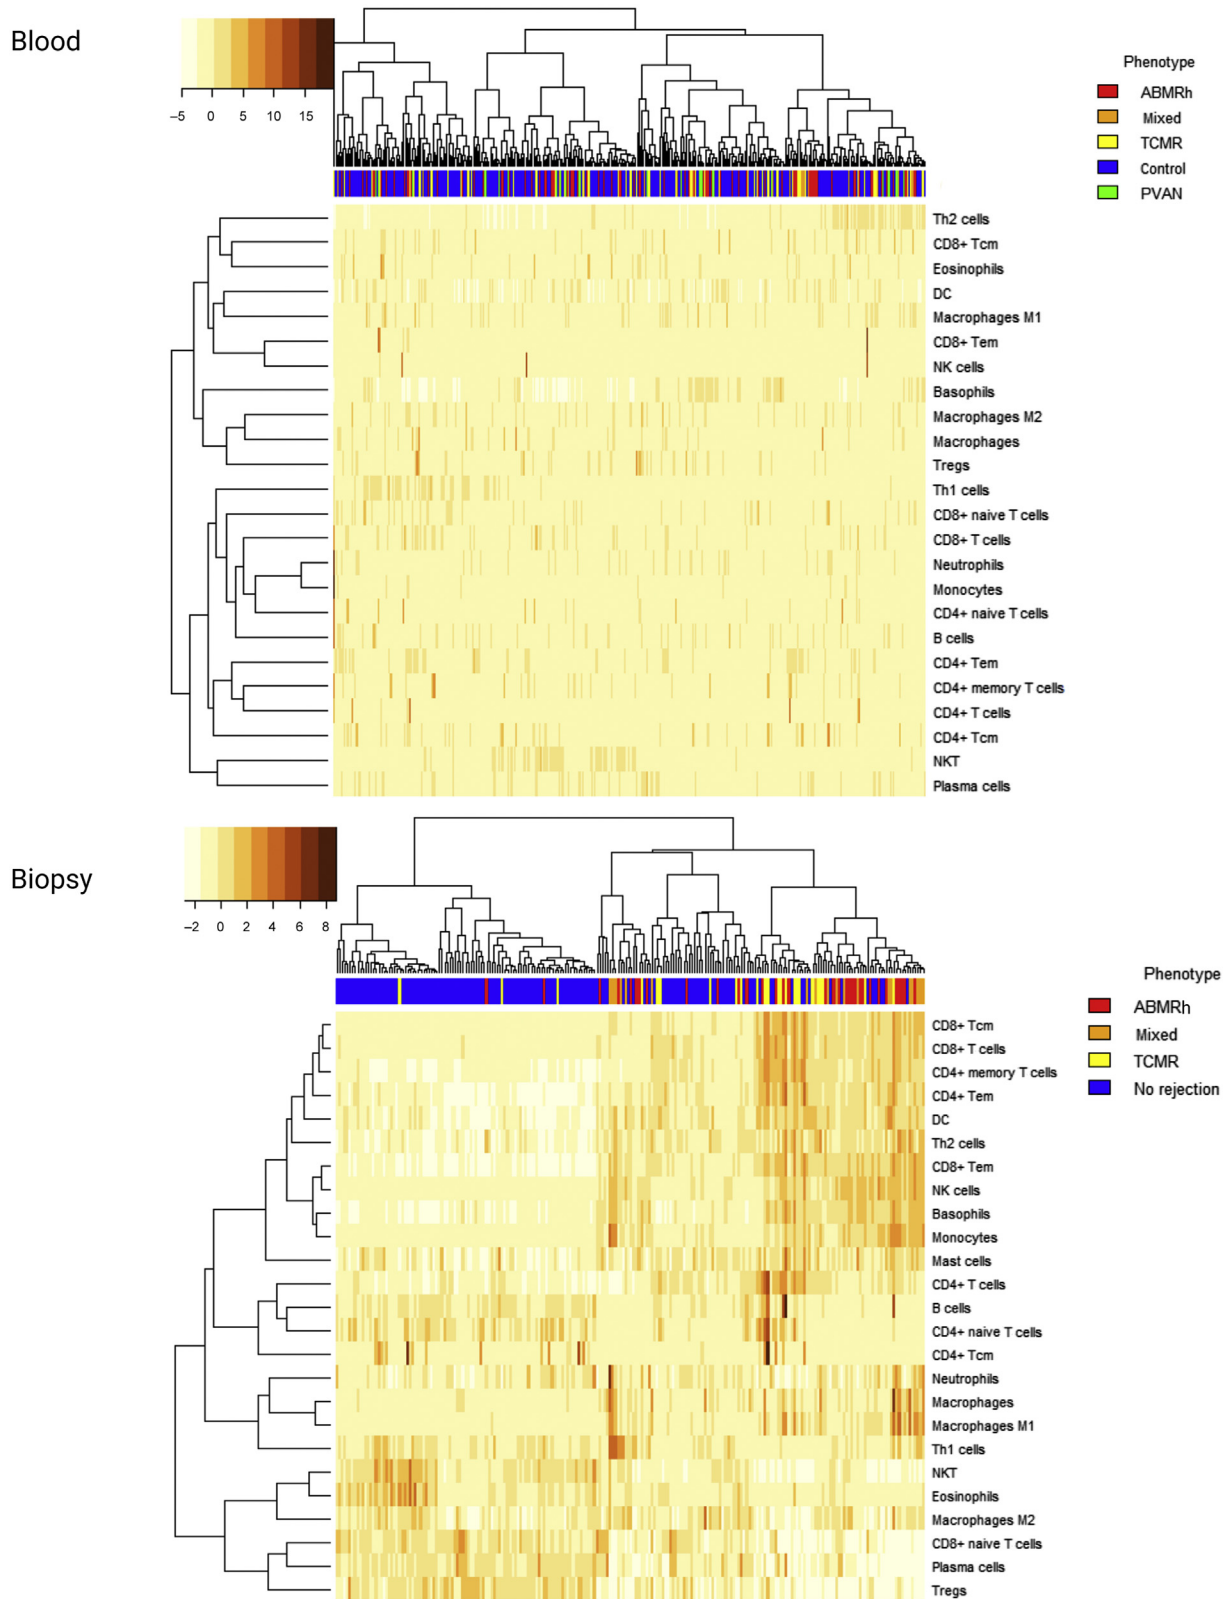 Blood
−5 0 5 10 15
Phenotype
ABMRh
Mixed
TCMR
Control
PVAN
Th2 cells
CD8+ Tcm
Eosinophils
DC
Macrophages M1
CD8+ Tem
NK cells
Basophils
Macrophages M2
Macrophages
Tregs
Th1 cells
CD8+ naive T cells
CD8+ T cells
Neutrophils
Monocytes
CD4+ naive T cells
B cells
CD4+ Tem
CD4+ memory T cells
CD4+ T cells
CD4+ Tcm
NKT
Plasma cells
Biopsy
−2 0 2 4 6 8
Phenotype
ABMRh
Mixed
TCMR
No rejection
CD8+ Tcm
CD8+ T cells
CD4+ memory T cells
CD4+ Tem
DC
Th2 cells
CD8+ Tem
NK cells
Basophils
Monocytes
Mast cells
CD4+ T cells
B cells
CD4+ naive T cells
CD4+ Tcm
Neutrophils
Macrophages
Macrophages M1
Th1 cells
NKT
Eosinophils
Macrophages M2
CD8+ naive T cells
Plasma cells
Tregs